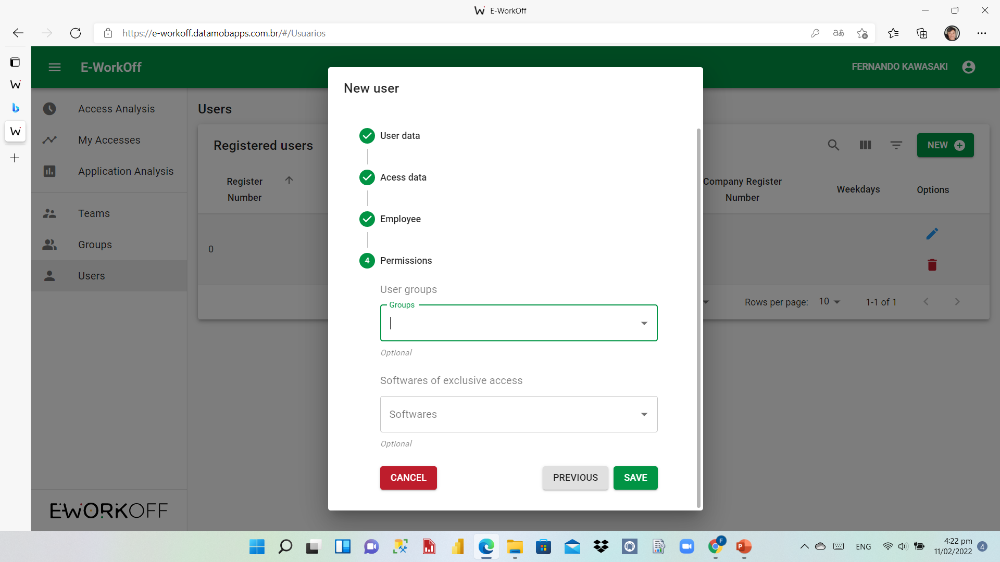 E-WorkOff
https://e-workoff.datamobapps.com.br/#/Usuarios
E-WorkOff
FERNANDO KAWASAKI
Access Analysis
My Accesses
Application Analysis
Teams
Groups
Users
EWORKOFF
Users
Registered users
NEW
Register
Number
Company Register
Number
Weekdays
Options
0
Rows per page: 10
1-1 of 1
New user
User data
Acess data
Employee
4 Permissions
User groups
Groups
Optional
Softwares of exclusive access
Softwares
Optional
CANCEL
PREVIOUS
SAVE
ENG
4:22 pm
11/02/2022
4